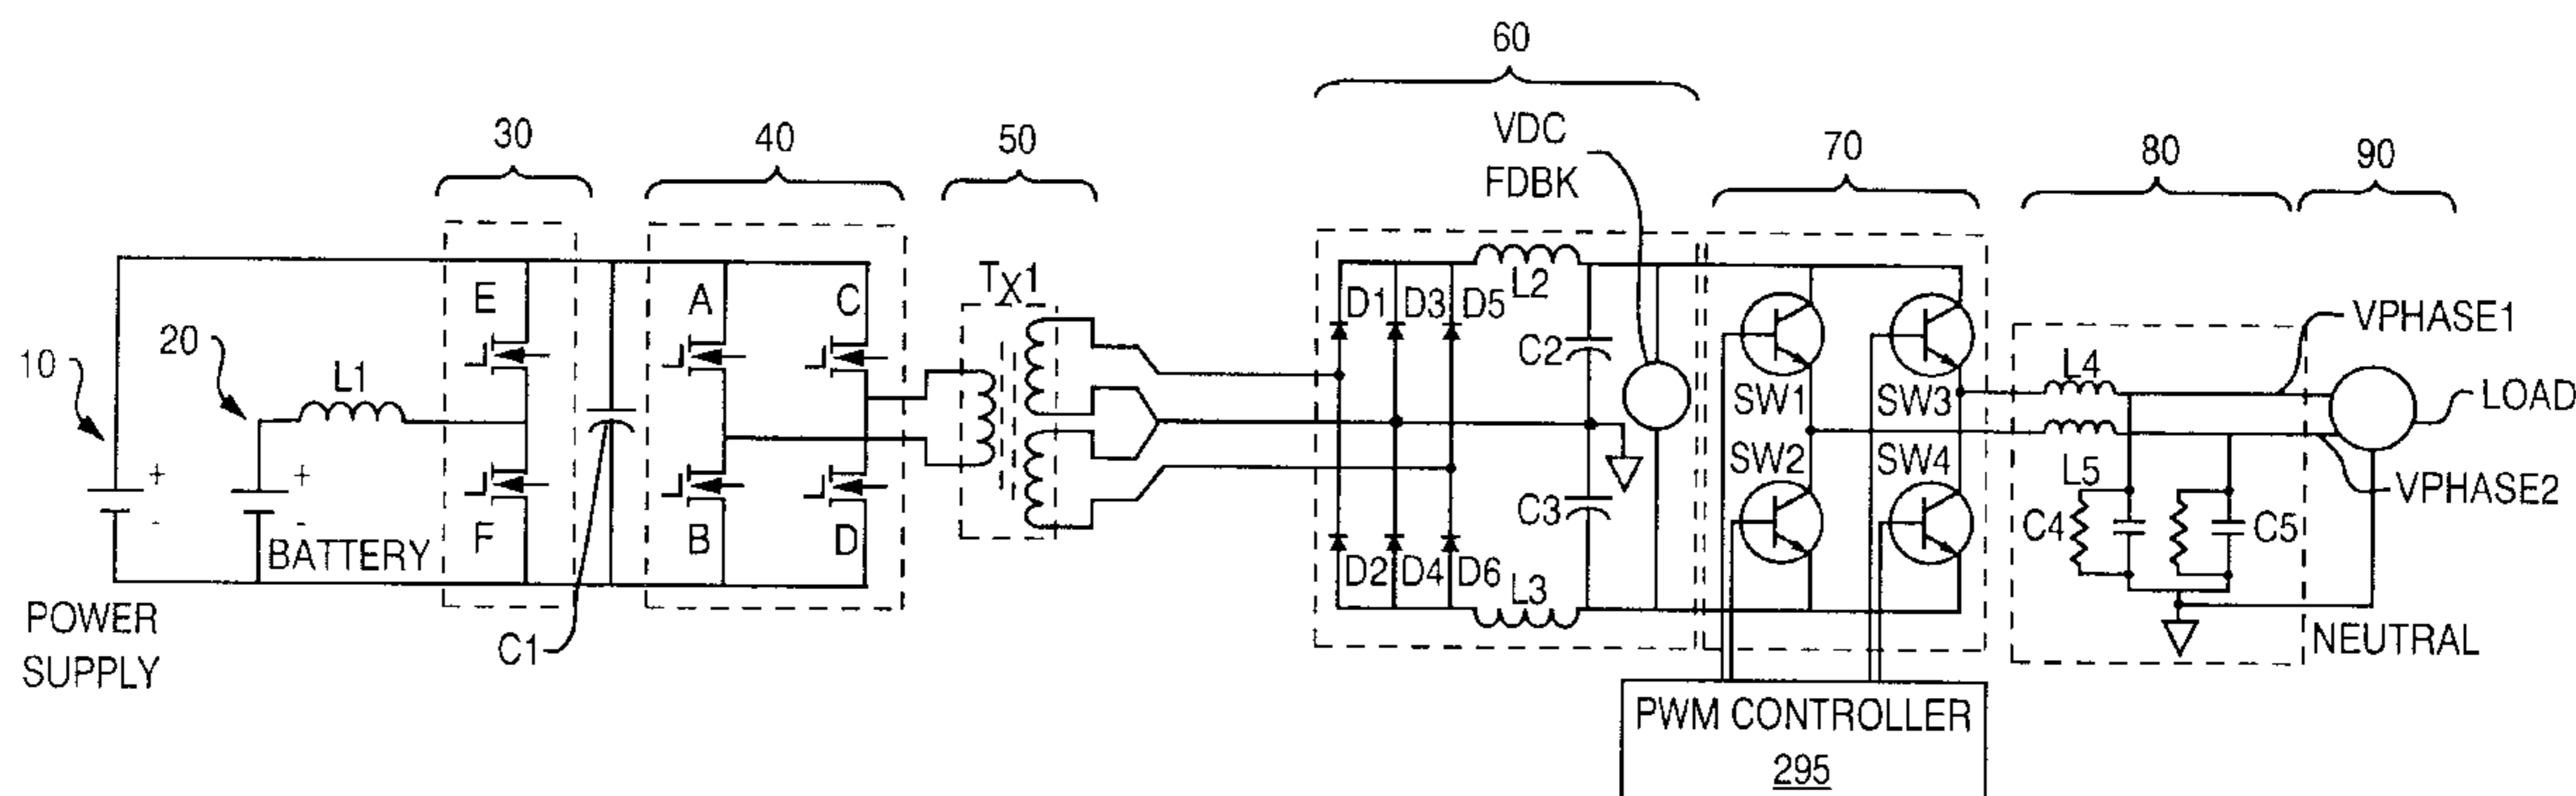 60
VDC
FDBK
30
40
50
70
80
90
10
20
L1
E
F
A
C
B
D
+
-
+
-
BATTERY
POWER
SUPPLY
C1
TX1
D1
D3
D5
L2
D2
D4
D6
L3
C2
C3
SW1
SW3
SW2
SW4
L4
L5
C4
C5
VPHASE1
LOAD
VPHASE2
NEUTRAL
PWM CONTROLLER
295